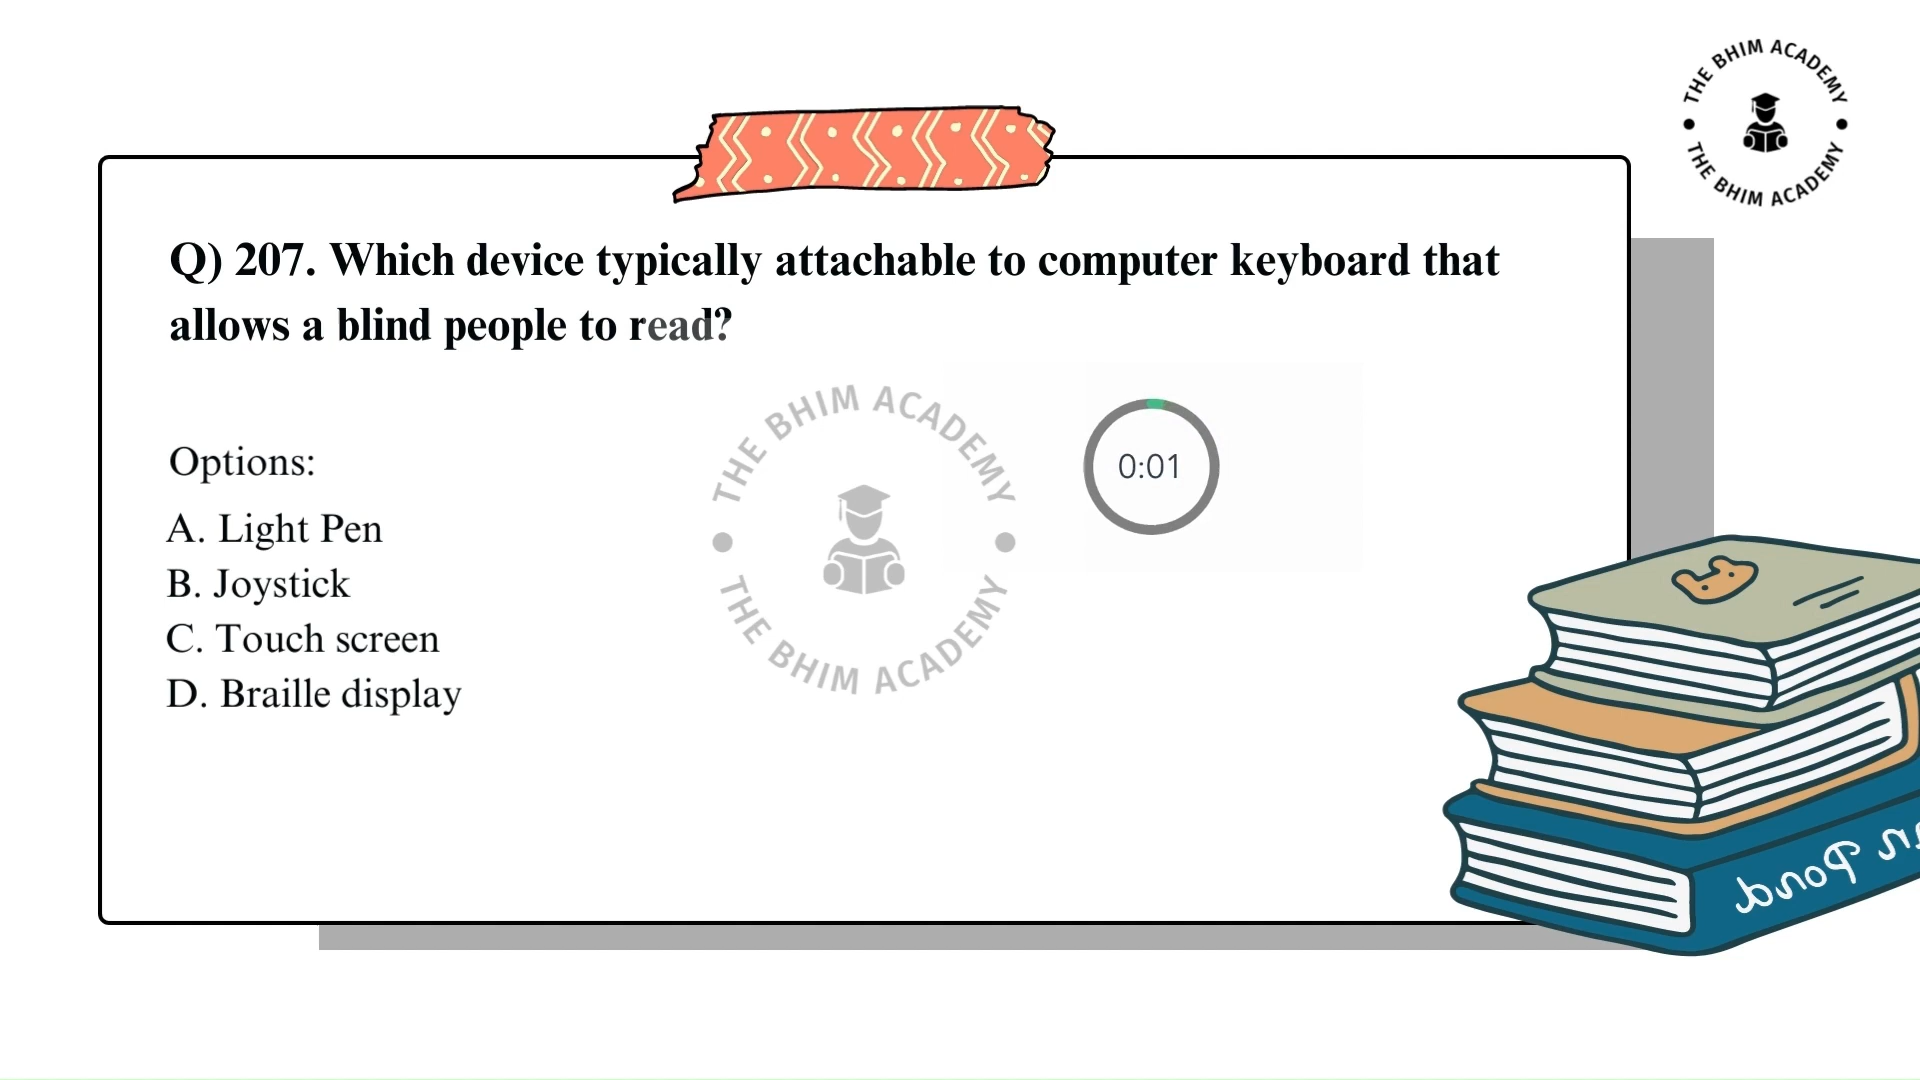 THE BHIM ACADEMY
THE BHIM ACADEMY
Q) 207. Which device typically attachable to computer keyboard that
allows a blind people to read?
THE BHIM ACADEMY
0:01
THE BHIM ACADEMY
Options:
A. Light Pen
B. Joystick
C. Touch screen
D. Braille display
Pond